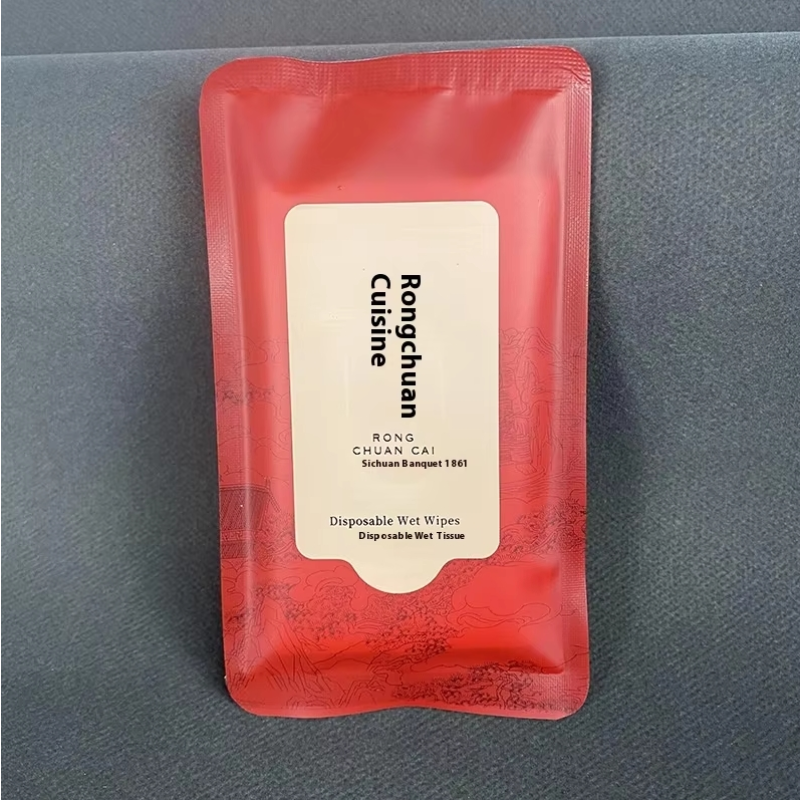 Rongchuan
Cuisine
RONG
CHUAN CAI
Sichuan Banquet 1861
Disposable Wet Wipes
Disposable Wet Tissue